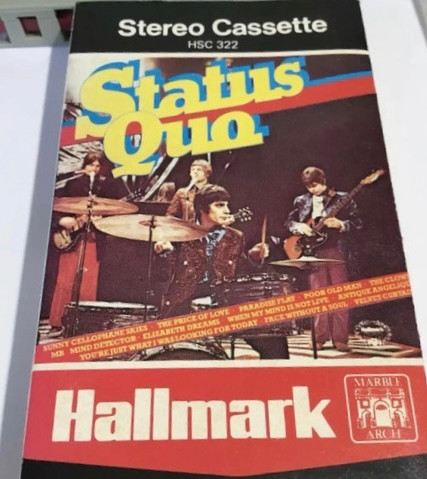 Stereo Cassette
HSC 322
Status
Quo
SUNNY CELLOPHANE SKIES THE PRICE OF LOVE PARADISE FLAT POOR OLD MAN THE CLOWN
MR MIND DETECTOR · ELIZABETH DREAMS WHEN MY MIND IS NOT LIVE ANTIQUE ANGELIQUE
YOU'RE JUST WHAT I WAS LOOKING FOR TODAY FACE WITHOUT A SOUL VELVET CURTAINS
Hallmark
MARBLE
ARCH